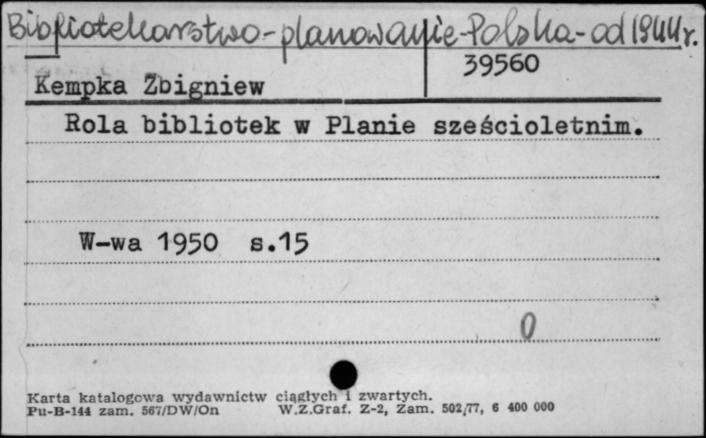 Bibliotekarstwo-planowanie-Polska-od 1944r.
39560
Kempka Zbigniew
Rola bibliotek w Planie sześcioletnim.
W-wa 1950 s.15
0
Karta katalogowa wydawnictw ciągłych i zwartych.
Pu-B-144 zam. 567/DW/On W.Z.Graf. Z-2, Zam. 502/77, 6 400 000